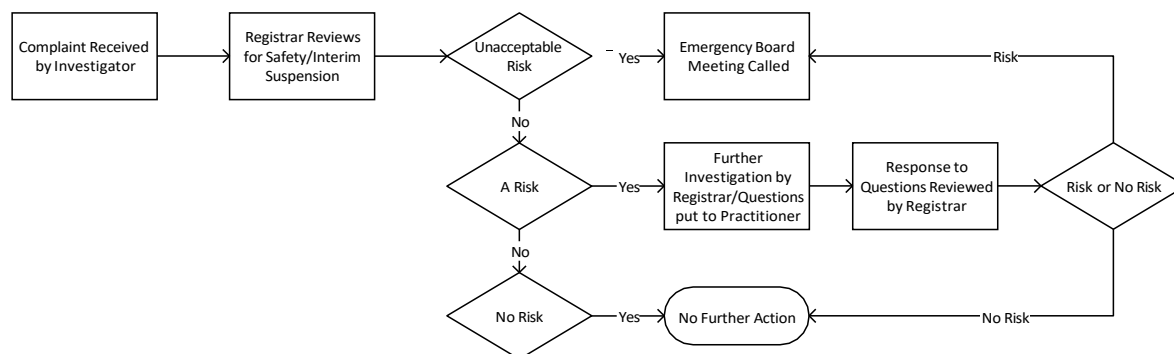 Complaint Received
by Investigator
Registrar Reviews
for Safety/Interim
Suspension
Unacceptable
Risk
Yes
Emergency Board
Meeting Called
Risk
No
A Risk
Yes
Further
Investigation by
Registrar/Questions
put to Practitioner
Response to
Questions Reviewed
by Registrar
Risk or No Risk
No
No Risk
Yes
No Further Action
No Risk